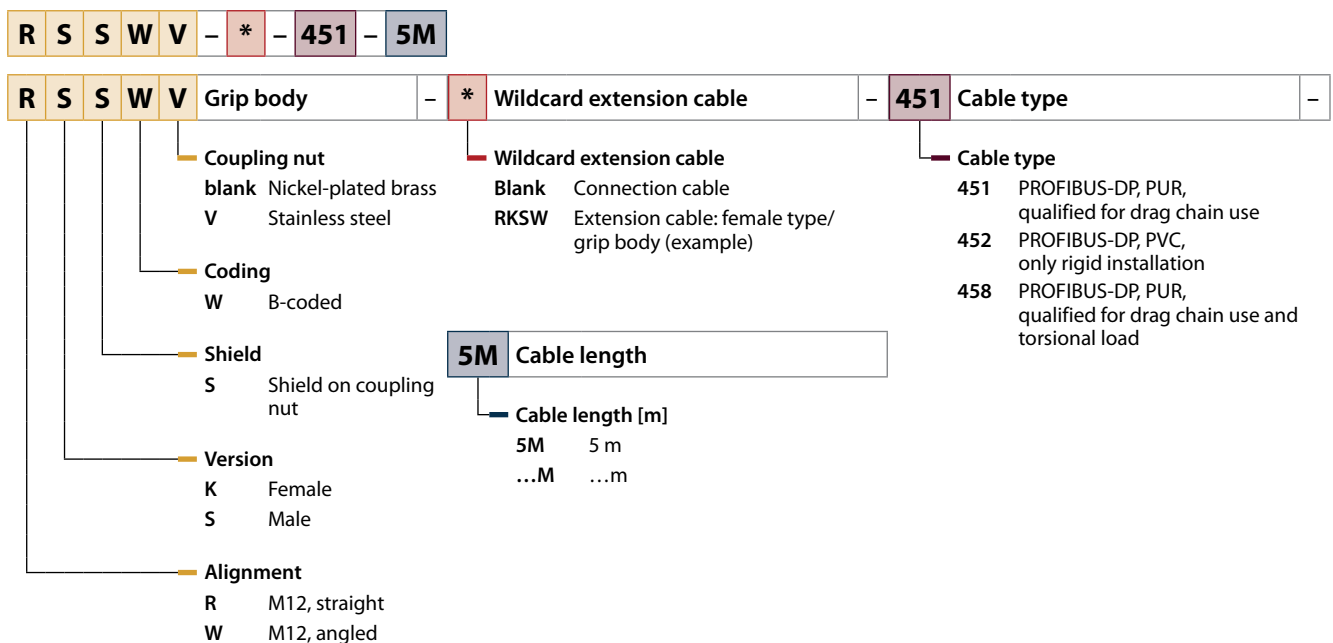 R S S W V – * – 451 – 5M
R S S W V Grip body – * Wildcard extension cable – 451 Cable type –
Coupling nut
blank Nickel-plated brass
V Stainless steel
Coding
W B-coded
Shield
S Shield on coupling
nut
Version
K Female
S Male
Alignment
R M12, straight
W M12, angled
Wildcard extension cable
Blank Connection cable
RKSW Extension cable: female type/
grip body (example)
5M Cable length
Cable length [m]
5M 5 m
…M …m
Cable type
451 PROFIBUS-DP, PUR,
qualified for drag chain use
452 PROFIBUS-DP, PVC,
only rigid installation
458 PROFIBUS-DP, PUR,
qualified for drag chain use and
torsional load